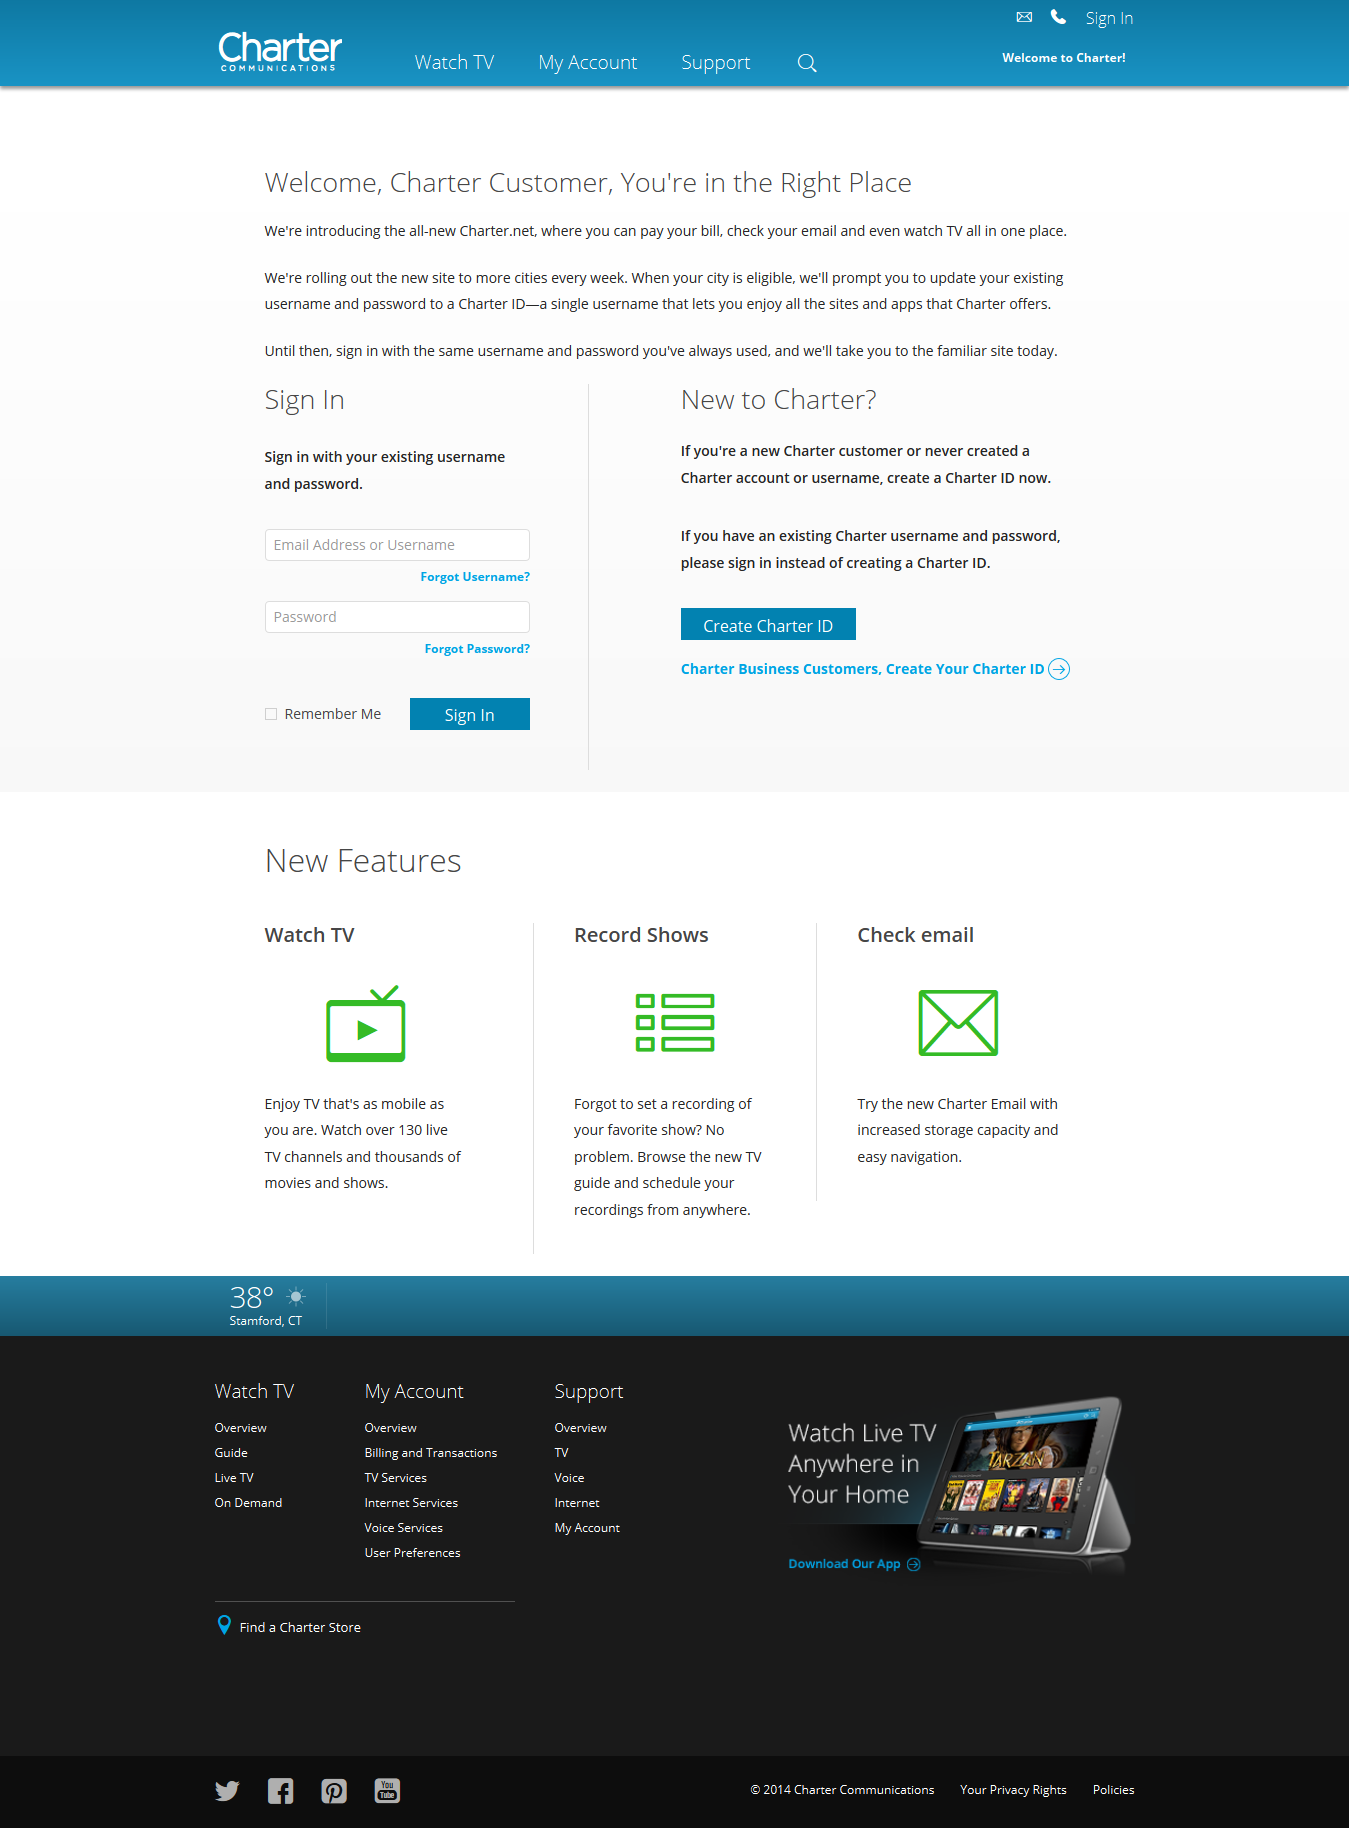 Sign In
Charter
COMMUNICATIONS
Watch TV
My Account
Support
Welcome to Charter!
Welcome, Charter Customer, You're in the Right Place
We're introducing the all-new Charter.net, where you can pay your bill, check your email and even watch TV all in one place.
We're rolling out the new site to more cities every week. When your city is eligible, we'll prompt you to update your existing
username and password to a Charter ID—a single username that lets you enjoy all the sites and apps that Charter offers.
Until then, sign in with the same username and password you've always used, and we'll take you to the familiar site today.
Sign In
Sign in with your existing username
and password.
Email Address or Username
Forgot Username?
Password
Forgot Password?
Remember Me
Sign In
New to Charter?
If you're a new Charter customer or never created a
Charter account or username, create a Charter ID now.
If you have an existing Charter username and password,
please sign in instead of creating a Charter ID.
Create Charter ID
Charter Business Customers, Create Your Charter ID
New Features
Watch TV
Enjoy TV that's as mobile as
you are. Watch over 130 live
TV channels and thousands of
movies and shows.
Record Shows
Forgot to set a recording of
your favorite show? No
problem. Browse the new TV
guide and schedule your
recordings from anywhere.
Check email
Try the new Charter Email with
increased storage capacity and
easy navigation.
38°
Stamford, CT
Watch TV
Overview
Guide
Live TV
On Demand
My Account
Overview
Billing and Transactions
TV Services
Internet Services
Voice Services
User Preferences
Support
Overview
TV
Voice
Internet
My Account
Watch Live TV
Anywhere in
Your Home
TARZAN
Download Our App
Find a Charter Store
You
Tube
© 2014 Charter Communications
Your Privacy Rights
Policies